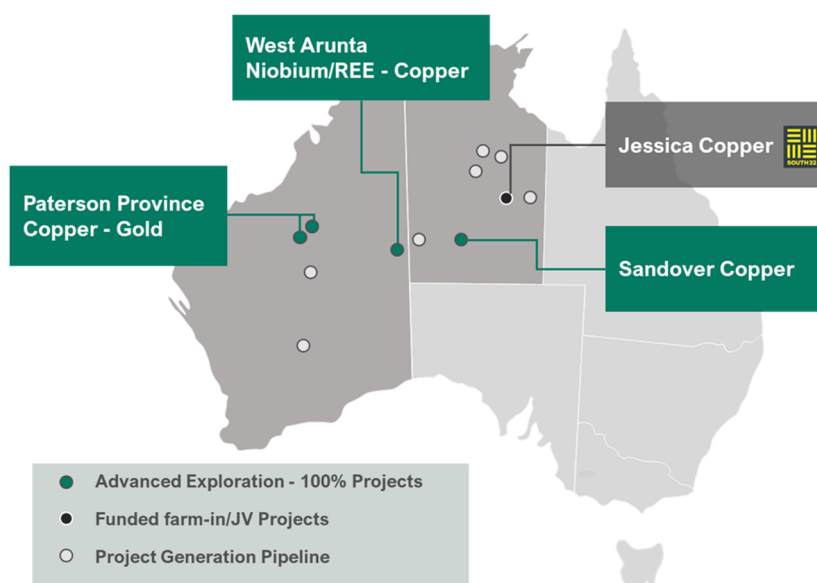 West Arunta
Niobium/REE - Copper
Jessica Copper
SOUTH32
Paterson Province
Copper - Gold
Sandover Copper
Advanced Exploration - 100% Projects
Funded farm-in/JV Projects
Project Generation Pipeline